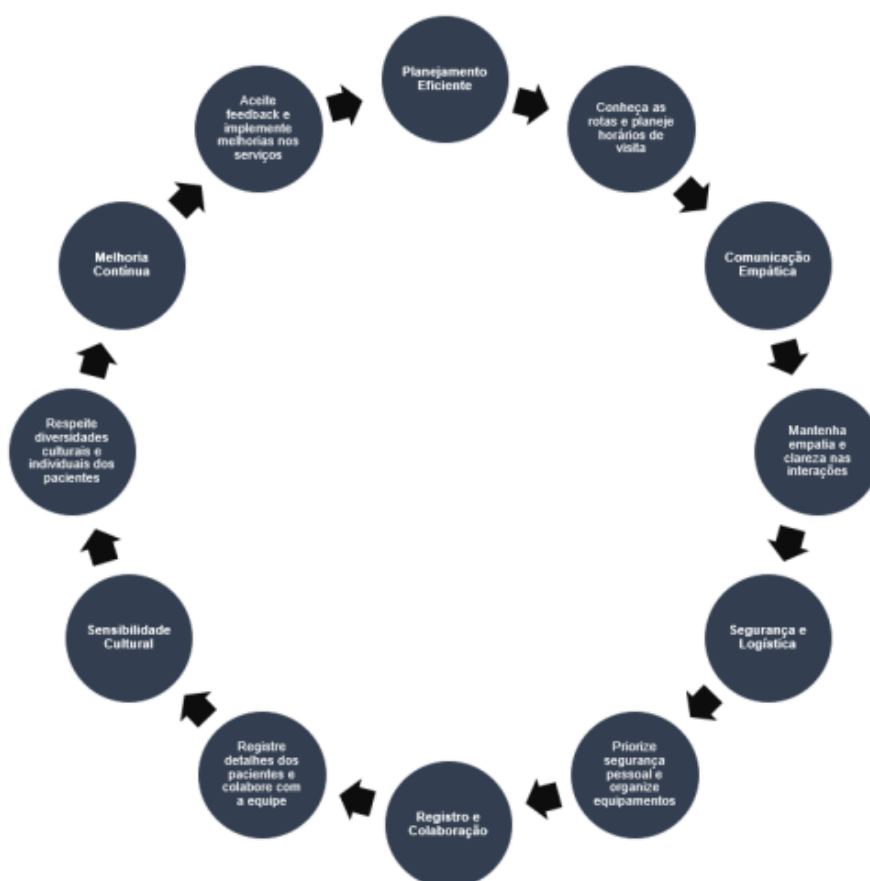 Planejamento
Eficiente
Conheça as
rotas e planeje
horários de
visita
Comunicação
Empática
Mantenha
empatia e
clareza nas
interações
Segurança e
Logística
Priorize
segurança
pessoal e
organize
equipamentos
Registro e
Colaboração
Registre
detalhes dos
pacientes e
colabore com
a equipe
Sensibilidade
Cultural
Respeite
diversidades
culturais e
individuais dos
pacientes
Melhoria
Contínua
Aceite
feedback e
implemente
melhorias nos
serviços